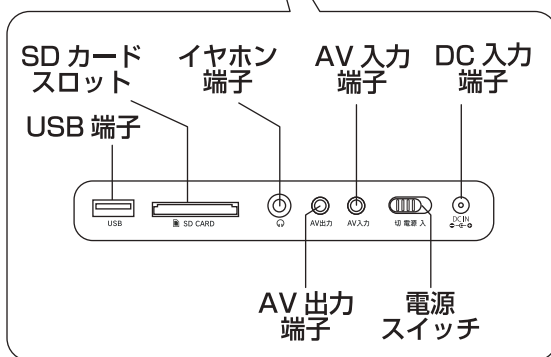 SD カード
スロット
イヤホン
端子
AV 入力
端子
DC 入力
端子
USB 端子
USB
SD CARD
AV出力
AV入力
切 電源 入
DC IN
AV 出力
端子
電源
スイッチ